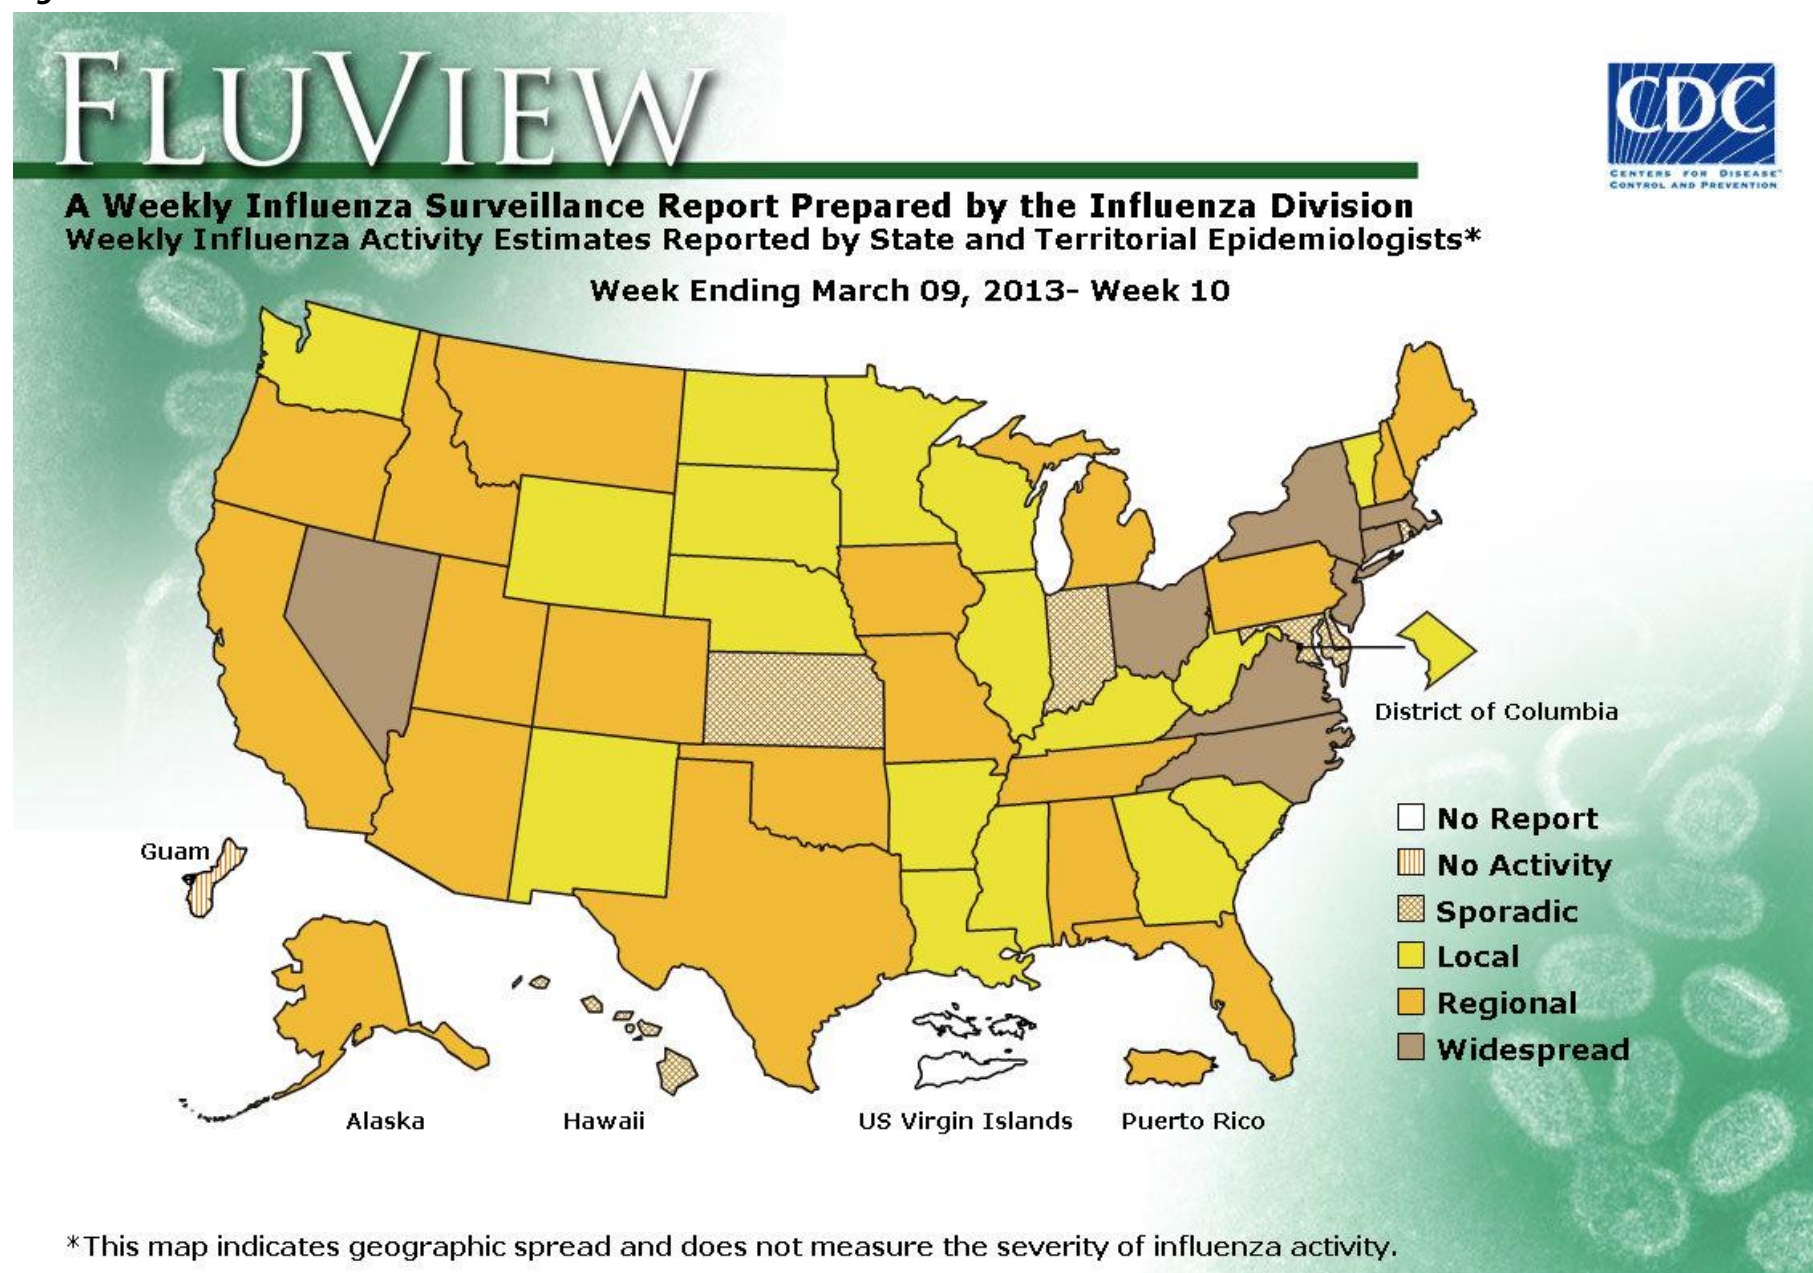 FLUVIEW
CDC
CENTERS FOR DISEASE
CONTROL AND PREVENTION
A Weekly Influenza Surveillance Report Prepared by the Influenza Division
Weekly Influenza Activity Estimates Reported by State and Territorial Epidemiologists*
Week Ending March 09, 2013- Week 10
District of Columbia
No Report
No Activity
Sporadic
Local
Regional
Widespread
Guam
Alaska
Hawaii
US Virgin Islands
Puerto Rico
*This map indicates geographic spread and does not measure the severity of influenza activity.